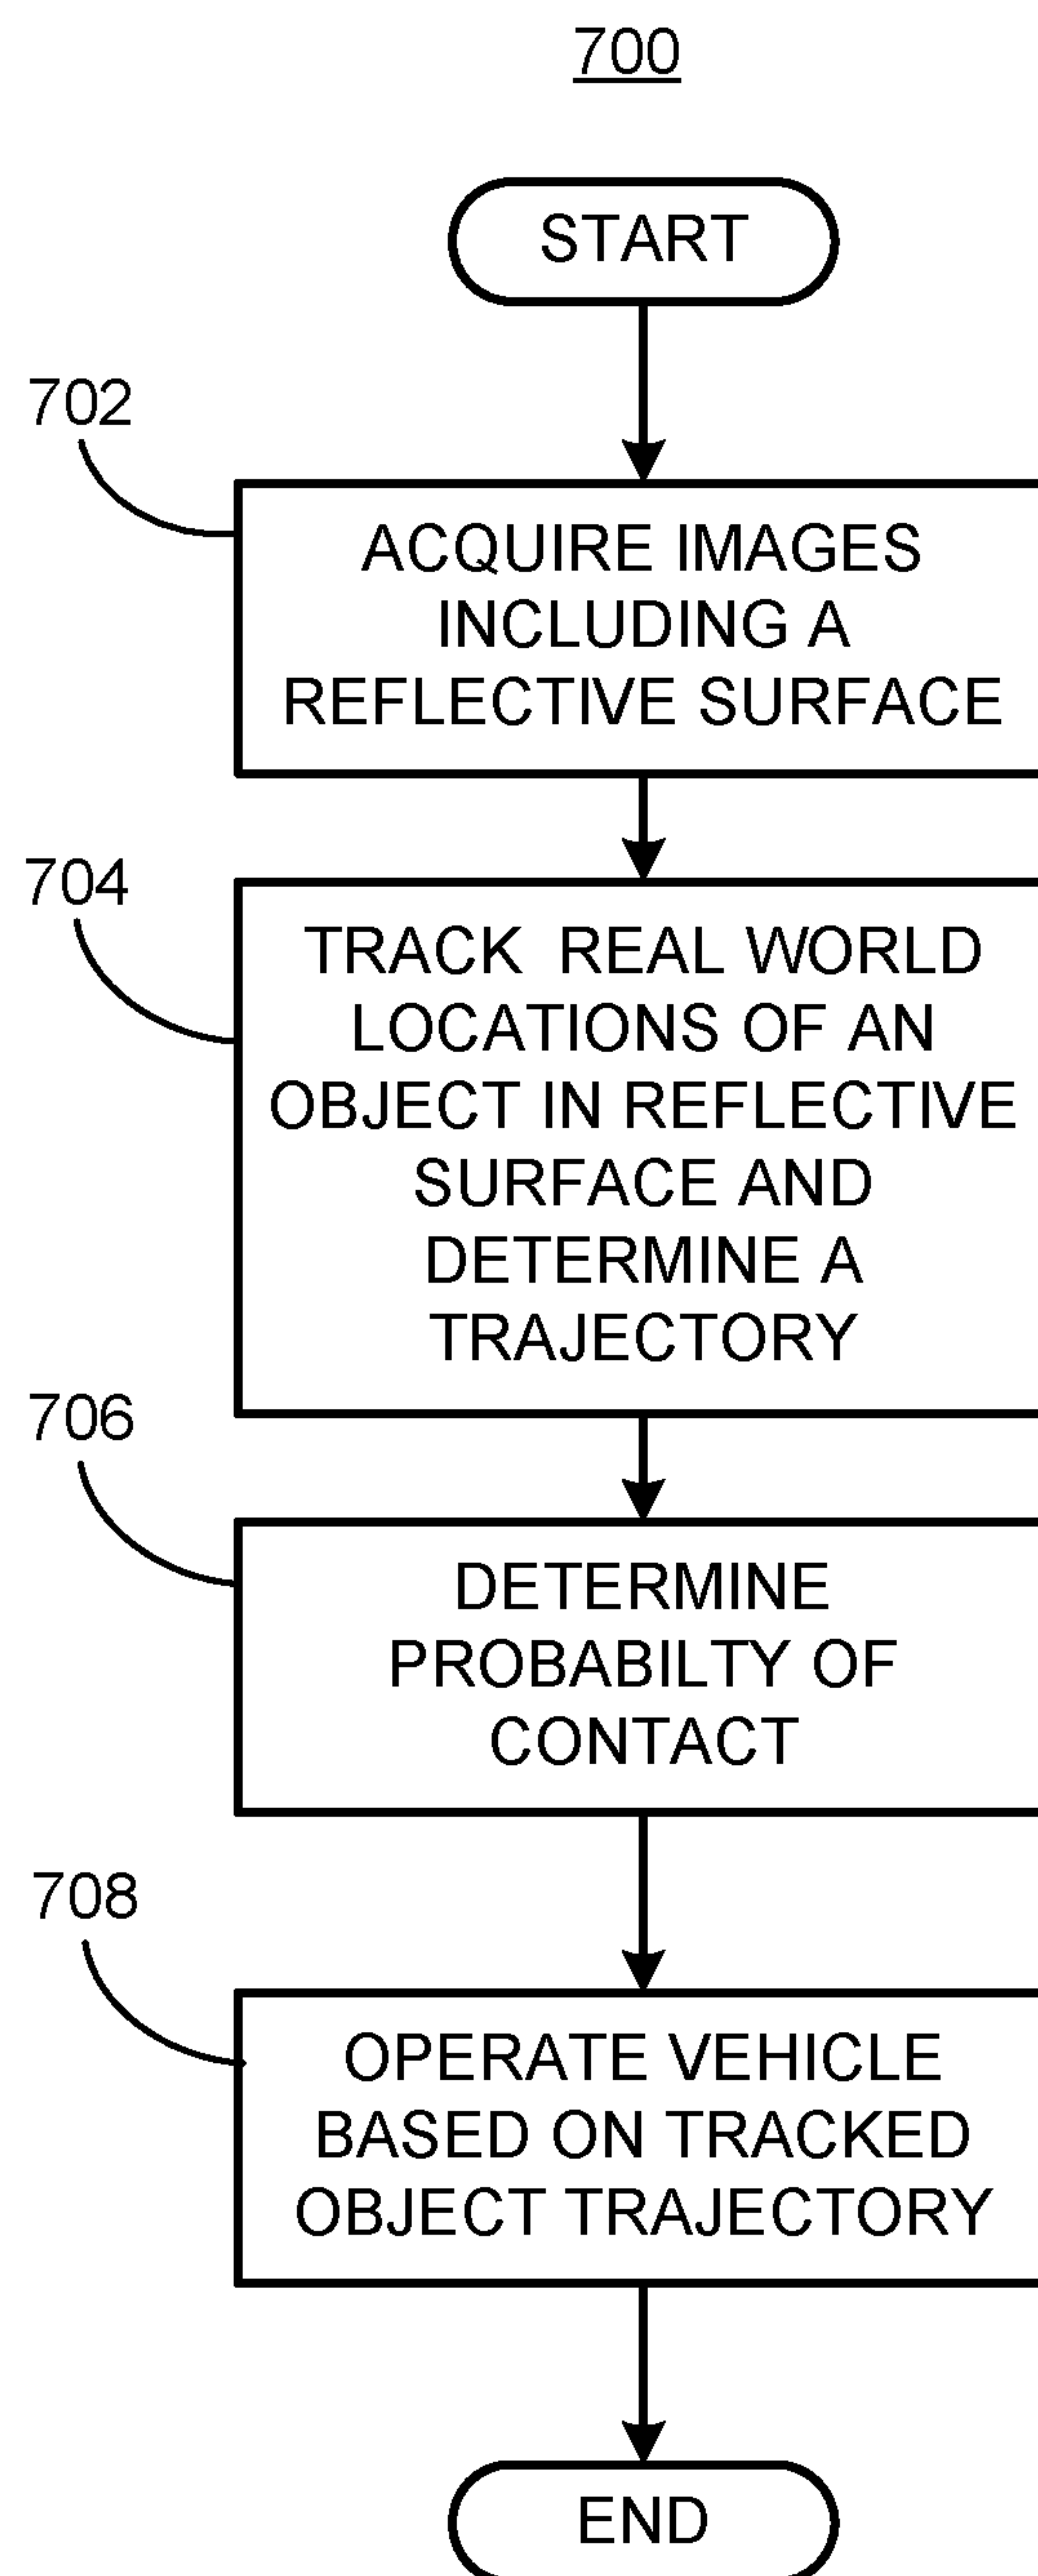 700
START
702
ACQUIRE IMAGES
INCLUDING A
REFLECTIVE SURFACE
704
TRACK REAL WORLD
LOCATIONS OF AN
OBJECT IN REFLECTIVE
SURFACE AND
DETERMINE A
TRAJECTORY
706
DETERMINE
PROBABILTY OF
CONTACT
708
OPERATE VEHICLE
BASED ON TRACKED
OBJECT TRAJECTORY
END